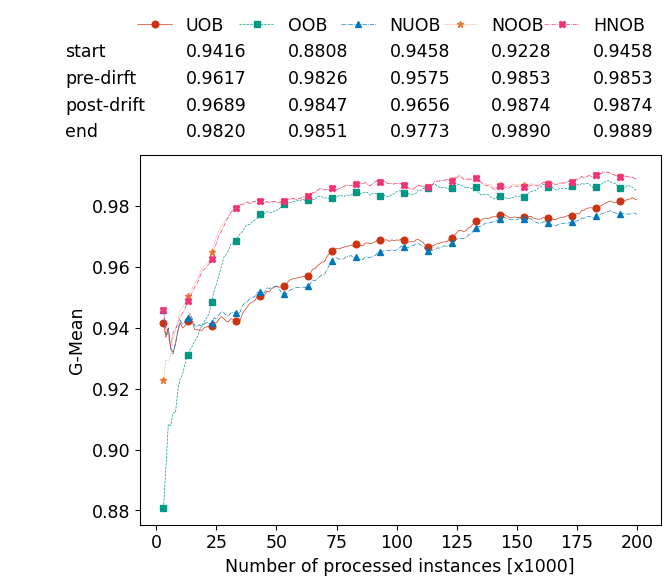 UOB OOB NUOB NOOB HNOB
start 0.9416 0.8808 0.9458 0.9228 0.9458
pre-dirft 0.9617 0.9826 0.9575 0.9853 0.9853
post-drift 0.9689 0.9847 0.9656 0.9874 0.9874
end 0.9820 0.9851 0.9773 0.9890 0.9889
0.98
0.96
0.94
0.92
0.90
0.88
G-Mean
0 25 50 75 100 125 150 175 200
Number of processed instances [x1000]